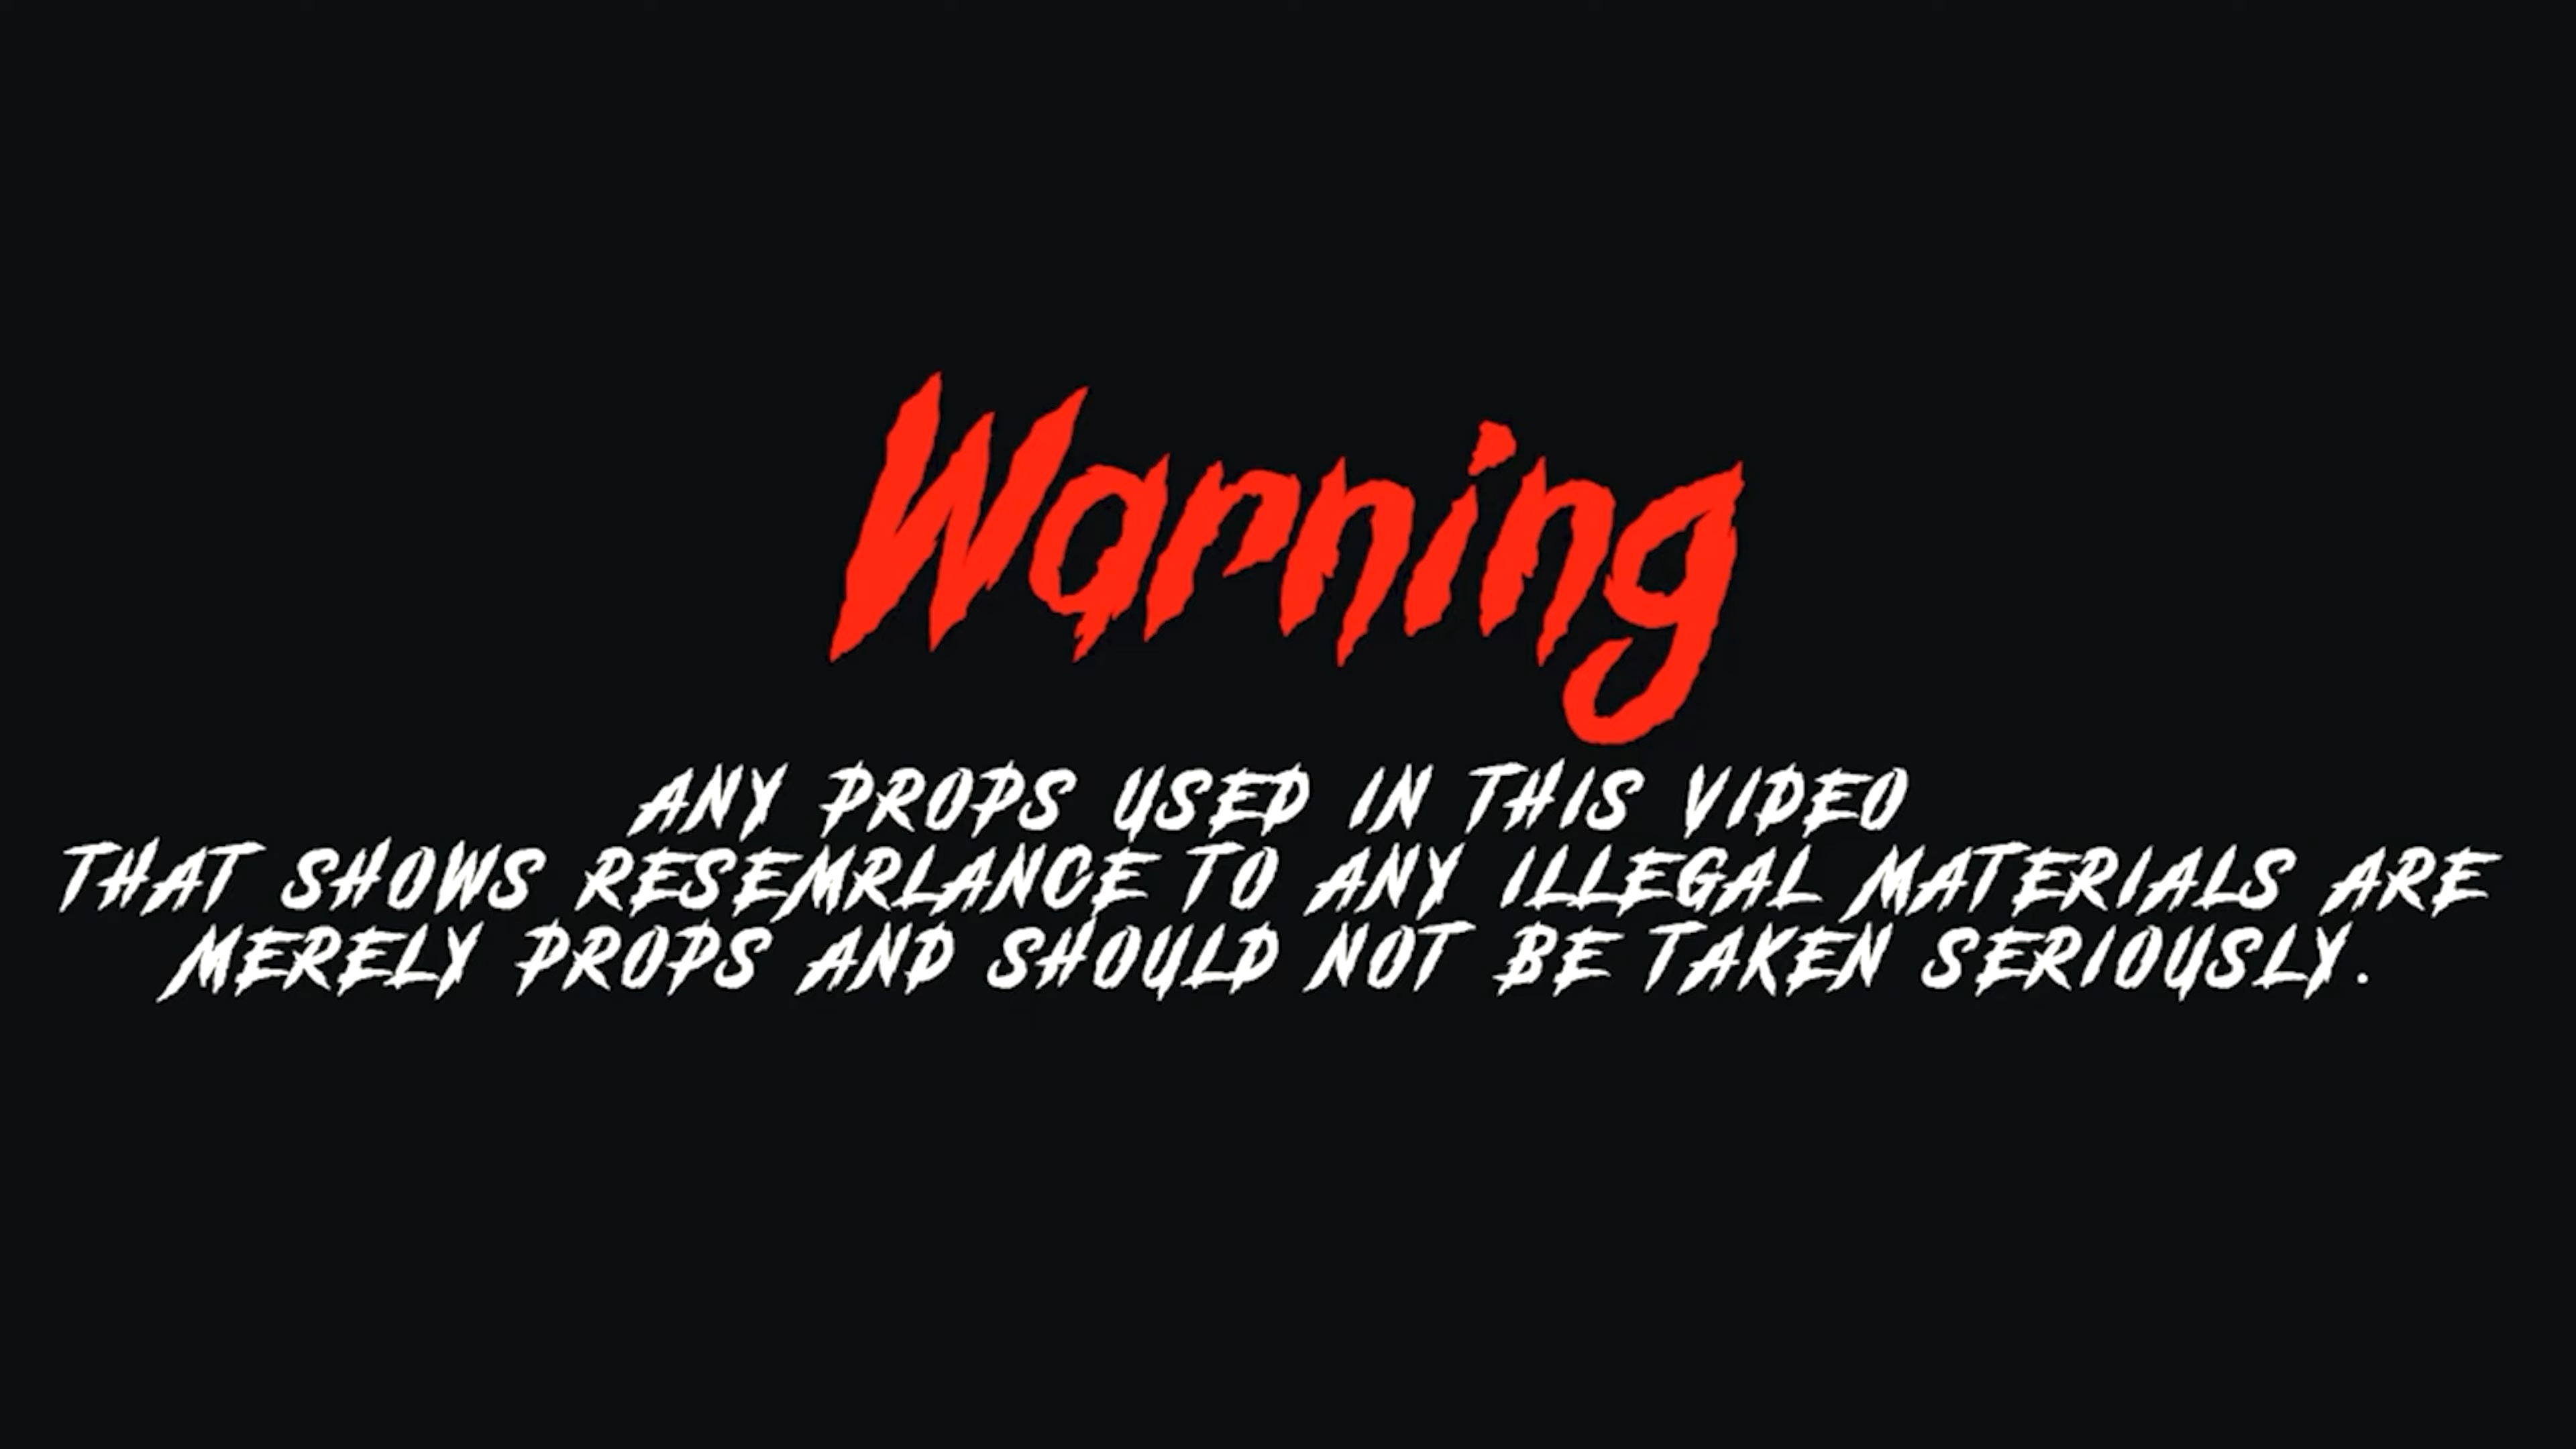 Warning
ANY PROPS USED IN THIS VIDEO
THAT SHOWS RESEMRLANCE TO ANY ILLEGAL MATERIALS ARE
MERELY PROPS AND SHOULD NOT BE TAKEN SERIOUSLY.